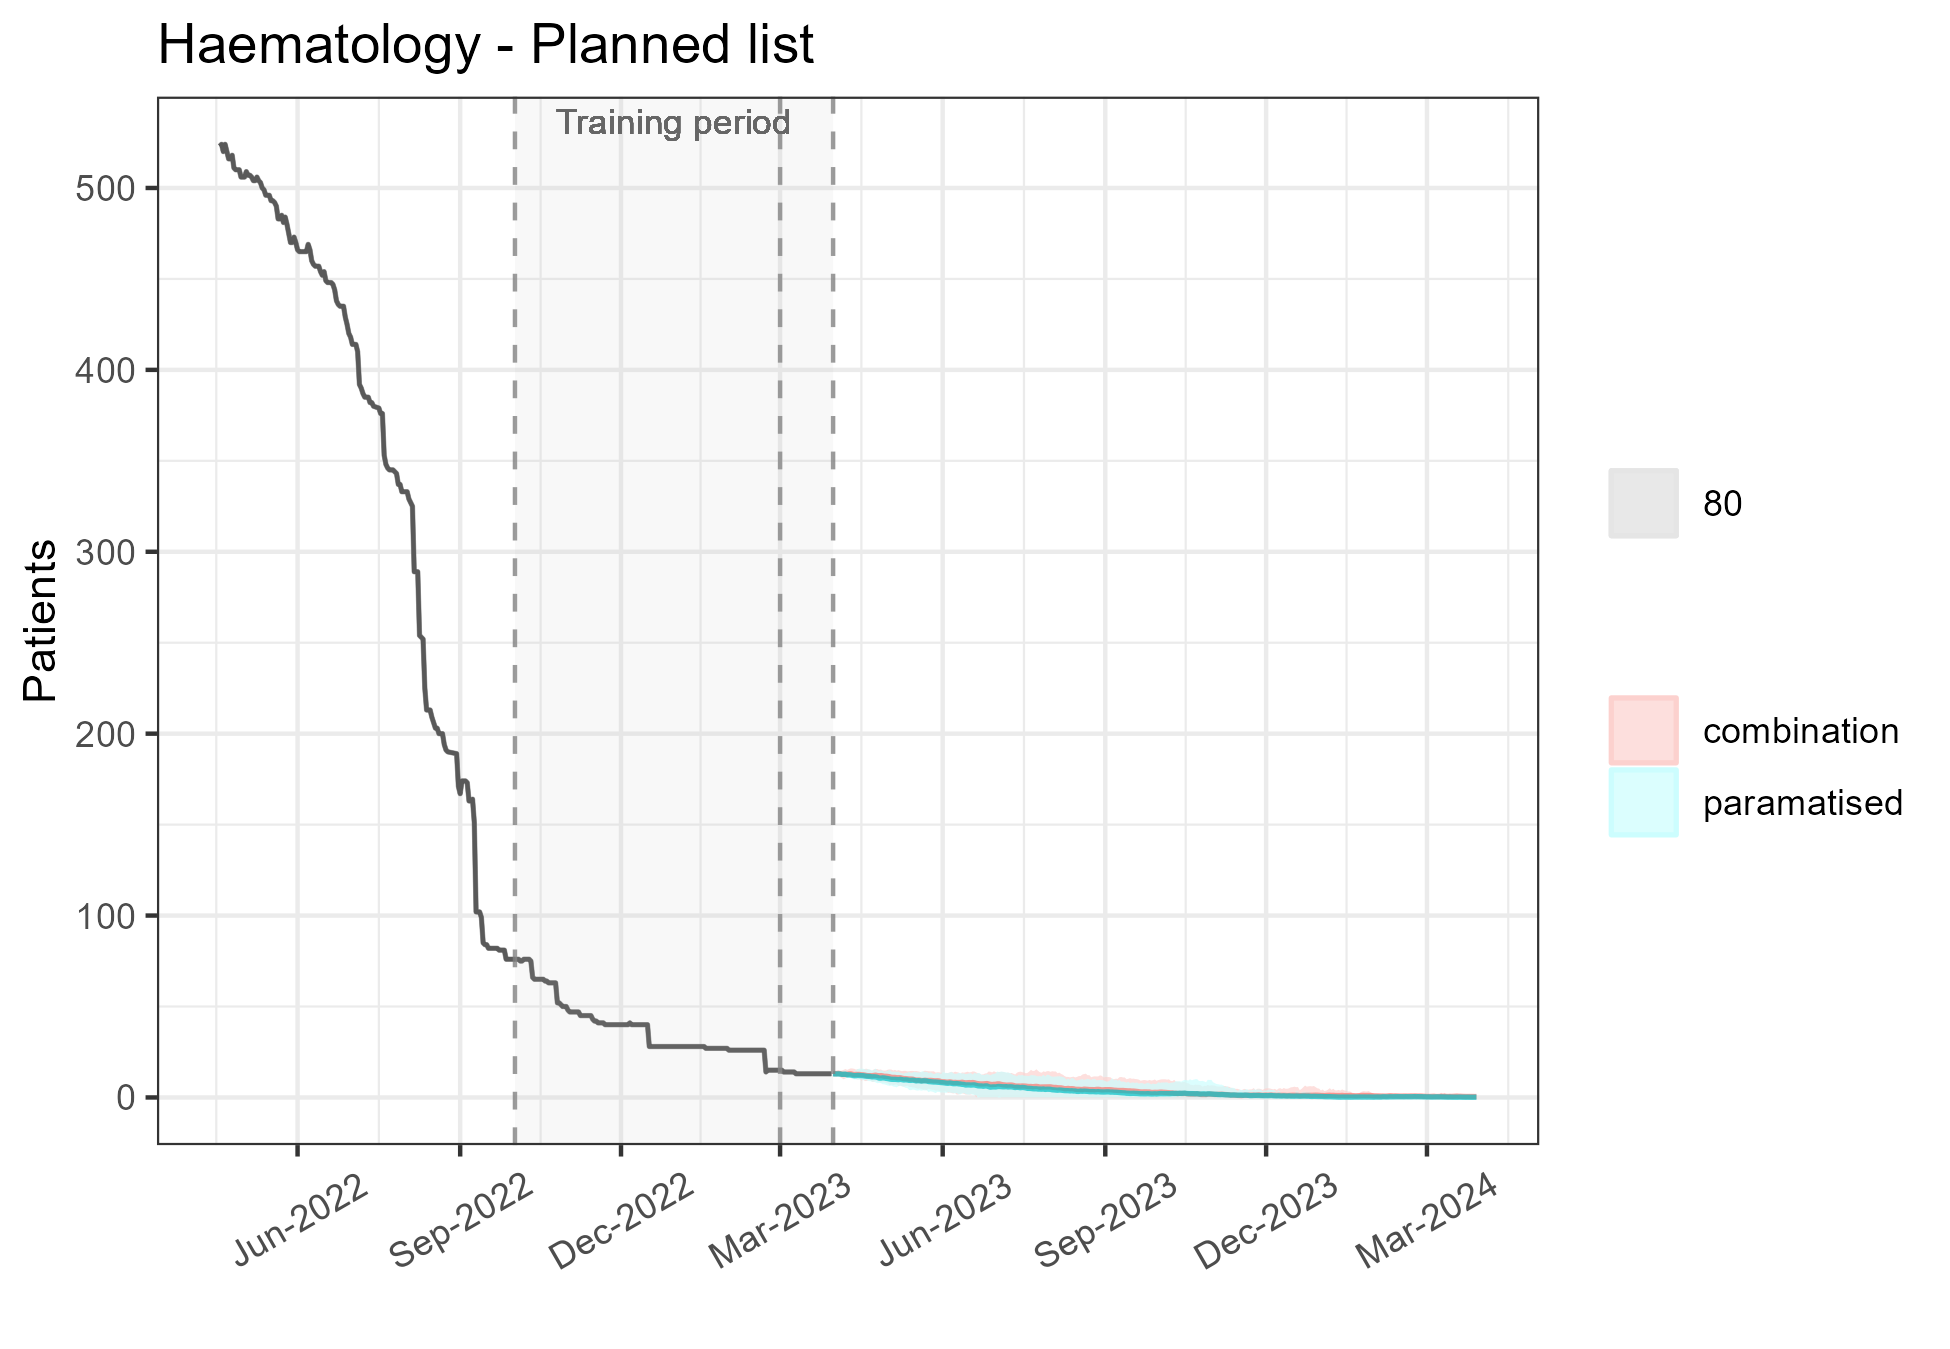 Haematology - Planned list
Training period
Patients
500
400
300
200
100
0
Jun-2022
Sep-2022
Dec-2022
Mar-2023
Jun-2023
Sep-2023
Dec-2023
Mar-2024
80
combination
paramatised